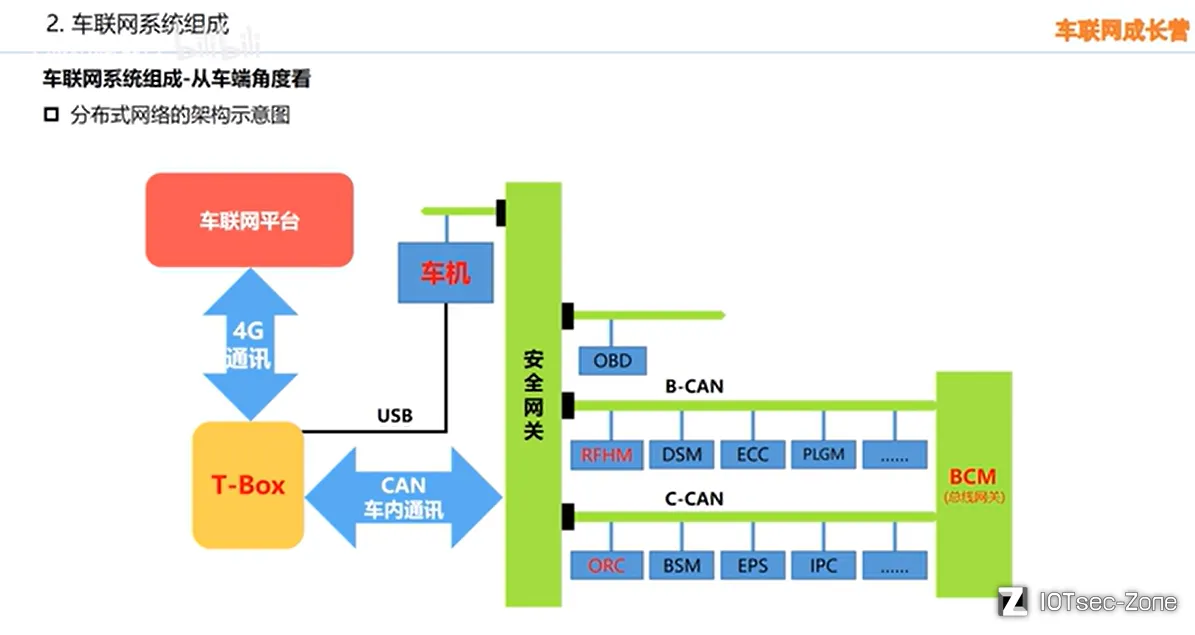 2. 车联网系统组成
bilibili
车联网成长营
车联网系统组成-从车端角度看
分布式网络的架构示意图
车联网平台
4G
通讯
T-Box
USB
CAN
车内通讯
车机
安全网关
OBD
B-CAN
RFHM
DSM
ECC
PLGM
......
C-CAN
ORC
BSM
EPS
IPC
......
BCM
(总线网关)
IOTsec-Zone